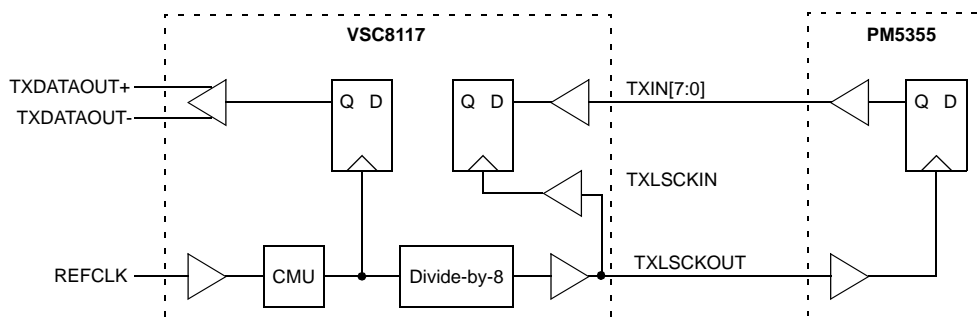 VSC8117
PM5355
TXDATAOUT+
TXDATAOUT-
Q D
Q D
TXIN[7:0]
Q D
TXLSCKIN
REFCLK
CMU
Divide-by-8
TXLSCKOUT